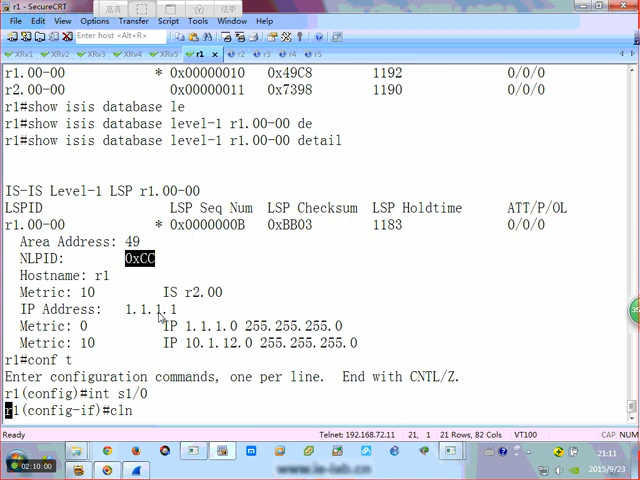 r1 - SecureCRT
高清
结束
File Edit View Options Transfer Script Tools Window Help
Enter host <Alt+R>
XRv1 XRv2 XRv3 XRv4 XRv5 r1 r2 r3 r4 r5
r1.00-00 * 0x00000010 0x49C8 1192 0/0/0
r2.00-00 0x00000011 0x7398 1190 0/0/0
r1#show isis database le
r1#show isis database level-1 r1.00-00 de
r1#show isis database level-1 r1.00-00 detail
IS-IS Level-1 LSP r1.00-00
LSPID LSP Seq Num LSP Checksum LSP Holdtime ATT/P/OL
r1.00-00 * 0x0000000B 0xBB03 1183 0/0/0
Area Address: 49
NLPID: 0xCC
Hostname: r1
Metric: 10 IS r2.00
IP Address: 1.1.1.1
Metric: 0 IP 1.1.1.0 255.255.255.0
Metric: 10 IP 10.1.12.0 255.255.255.0
r1#conf t
Enter configuration commands, one per line. End with CNTL/Z.
r1(config)#int s1/0
r1(config-if)#cln
35
Ready Telnet: 192.168.72.11 21, 1 21 Rows, 82 Cols VT100 CAP NUM
21:11
02:10:00
2015/9/23
www.ie-lab.cn